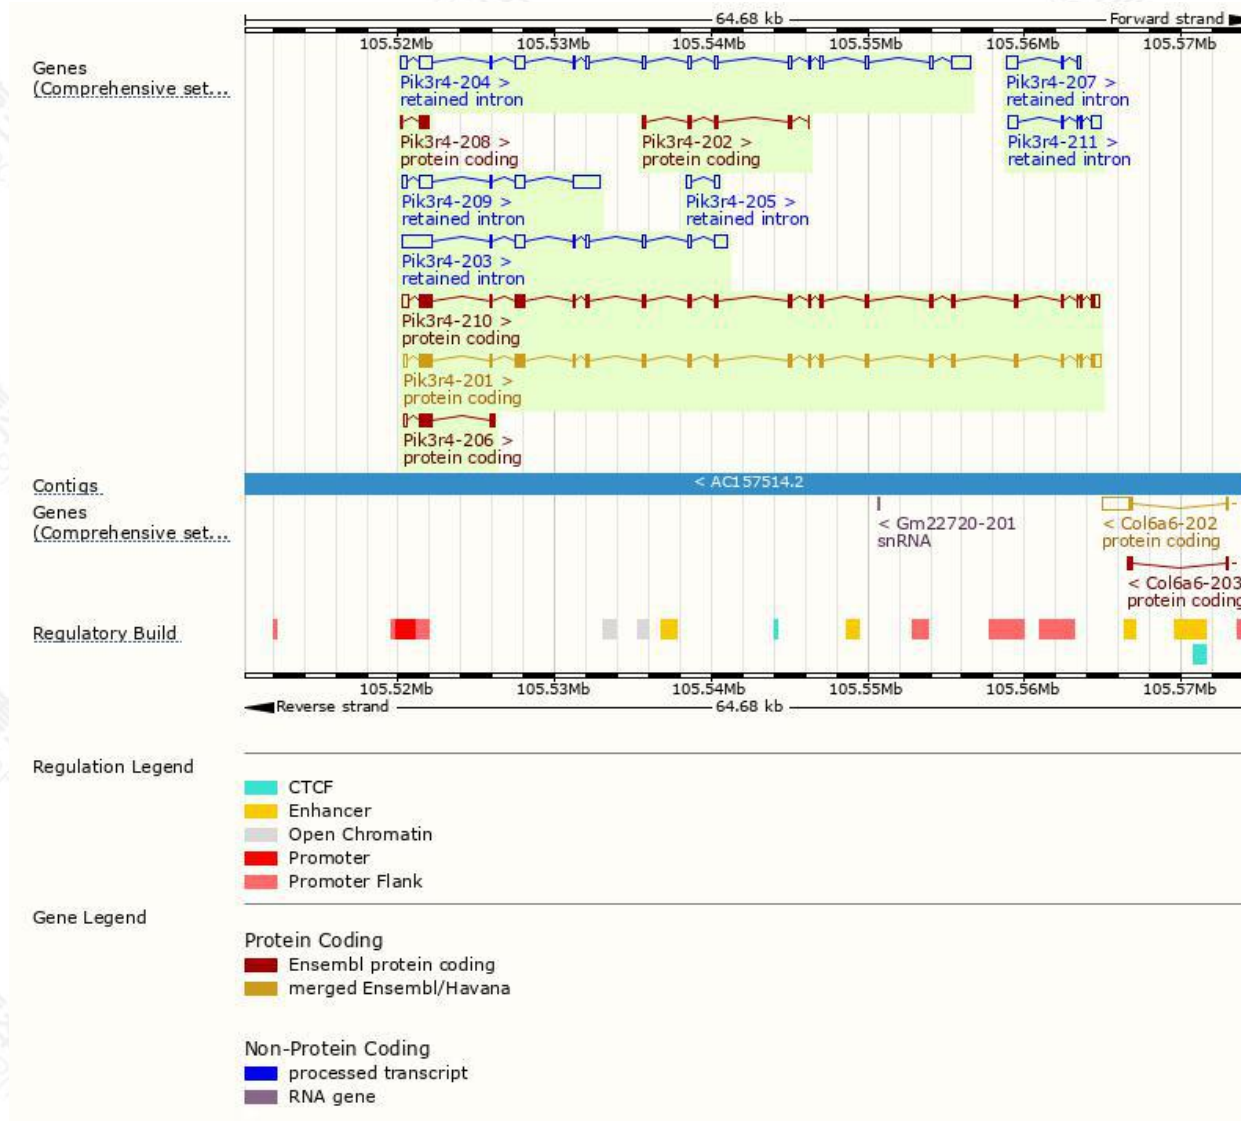 64.68 kb Forward strand
105.52Mb 105.53Mb 105.54Mb 105.55Mb 105.56Mb 105.57Mb
Genes
(Comprehensive set...
Pik3r4-204 > Pik3r4-207 >
retained intron retained intron
Pik3r4-208 > Pik3r4-202 > Pik3r4-211 >
protein coding protein coding retained intron
Pik3r4-209 > Pik3r4-205 >
retained intron retained intron
Pik3r4-203 >
retained intron
Pik3r4-210 >
protein coding
Pik3r4-201 >
protein coding
Pik3r4-206 >
protein coding
Contigs < AC157514.2
Genes
(Comprehensive set...
< Gm22720-201 < Col6a6-202
snRNA protein coding
< Col6a6-203
protein coding
Regulatory Build
105.52Mb 105.53Mb 105.54Mb 105.55Mb 105.56Mb 105.57Mb
Reverse strand 64.68 kb
Regulation Legend
CTCF
Enhancer
Open Chromatin
Promoter
Promoter Flank
Gene Legend
Protein Coding
Ensembl protein coding
merged Ensembl/Havana
Non-Protein Coding
processed transcript
RNA gene